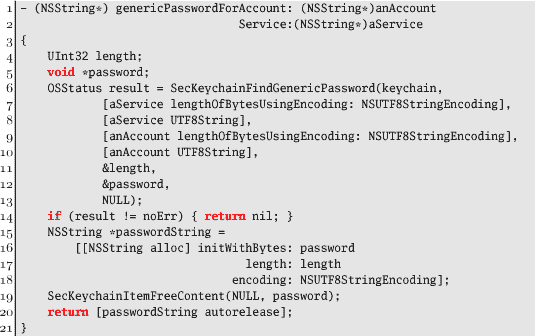 1 - (NSString*) genericPasswordForAccount: (NSString*)anAccount
2                                Service:(NSString*)aService
3 {
4     UInt32 length;
5     void *password;
6     OSStatus result = SecKeychainFindGenericPassword(keychain,
7             [aService lengthOfBytesUsingEncoding: NSUTF8StringEncoding],
8             [aService UTF8String],
9             [anAccount lengthOfBytesUsingEncoding: NSUTF8StringEncoding],
10             [anAccount UTF8String],
11             &length,
12             &password,
13             NULL);
14     if (result != noErr) { return nil; }
15     NSString *passwordString =
16         [[NSString alloc] initWithBytes: password
17                                 length: length
18                               encoding: NSUTF8StringEncoding];
19     SecKeychainItemFreeContent(NULL, password);
20     return [passwordString autorelease];
21 }